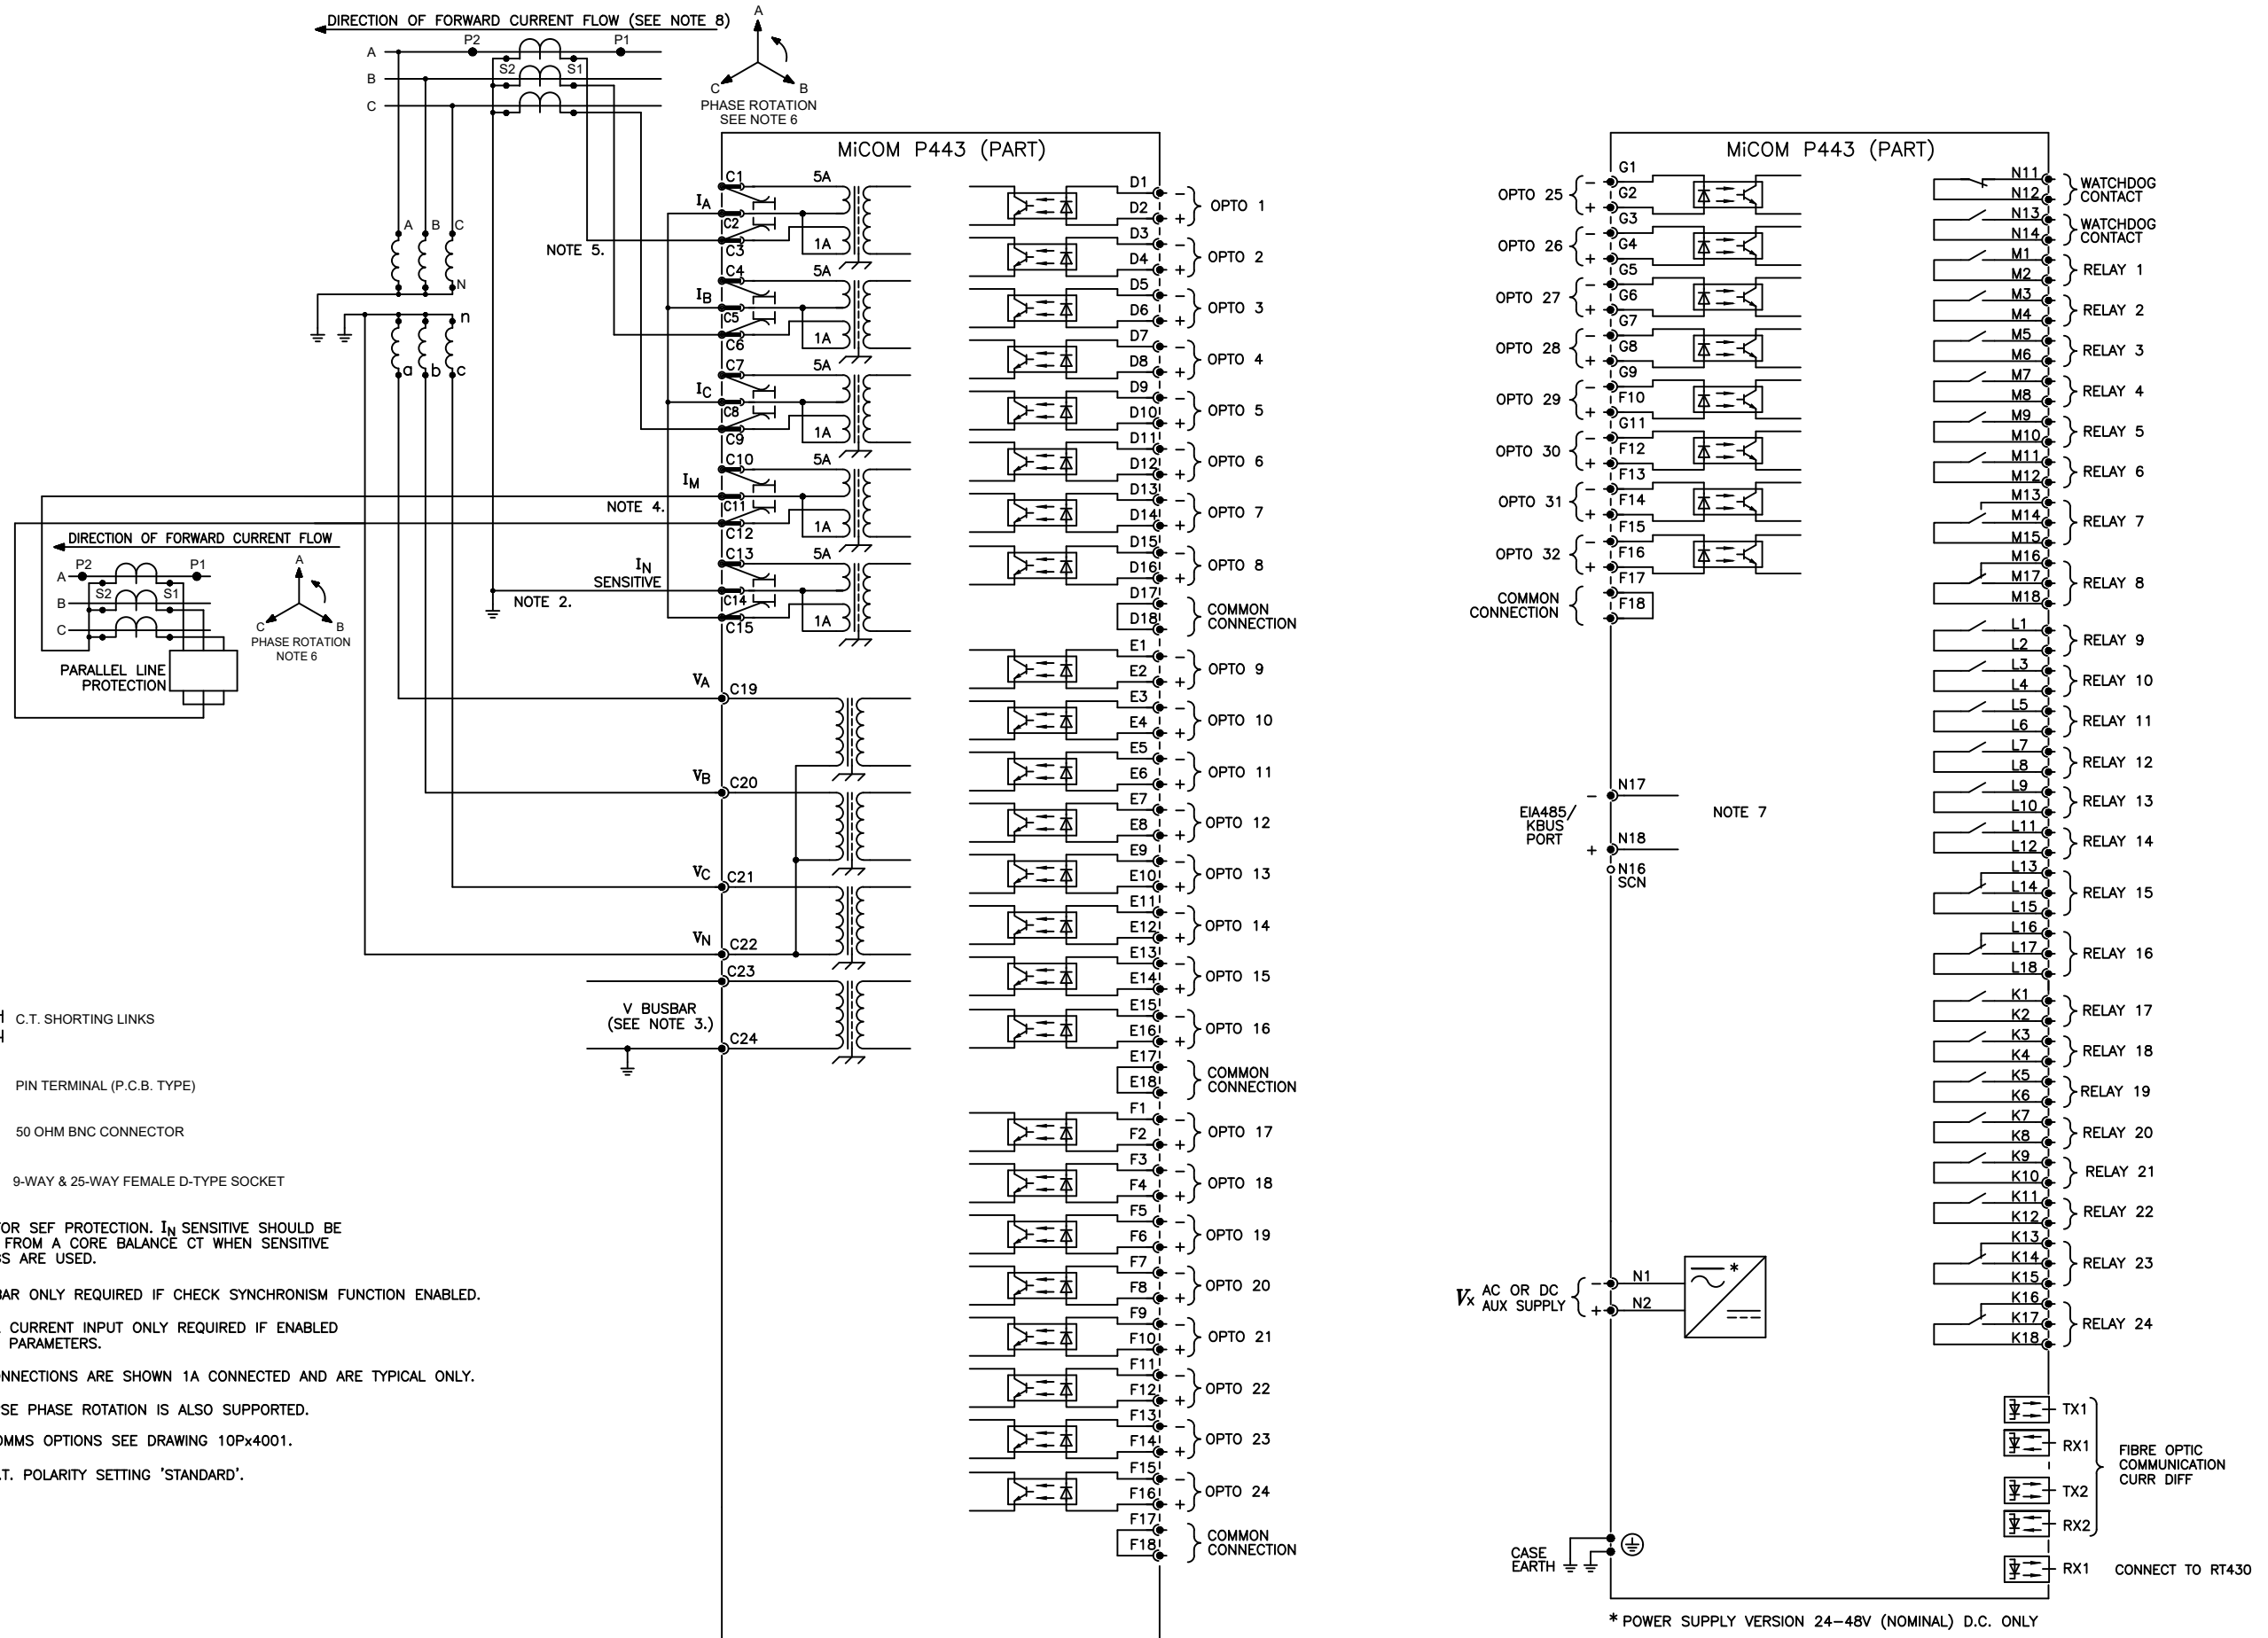 DIRECTION OF FORWARD CURRENT FLOW (SEE NOTE 8)
A
P2
P1
S2
S1
B
C
A
C
B
PHASE ROTATION
SEE NOTE 6
A
B
C
N
n
a
b
c
NOTE 5.
NOTE 4.
NOTE 2.
DIRECTION OF FORWARD CURRENT FLOW
P2
P1
A
S2
S1
B
C
A
C
B
PHASE ROTATION
NOTE 6
PARALLEL LINE
PROTECTION
MiCOM P443 (PART)
C1
5A
IA
C2
1A
C3
C4
5A
IB
C5
1A
C6
C7
5A
IC
C8
1A
C9
C10
5A
IM
C11
1A
C12
C13
5A
IN
SENSITIVE
C14
1A
C15
VA
C19
VB
C20
VC
C21
VN
C22
C23
V BUSBAR
(SEE NOTE 3.)
C24
D1
−
D2
+
OPTO 1
D3
−
D4
+
OPTO 2
D5
−
D6
+
OPTO 3
D7
−
D8
+
OPTO 4
D9
−
D10
+
OPTO 5
D11
−
D12
+
OPTO 6
D13
−
D14
+
OPTO 7
D15
−
D16
+
OPTO 8
D17
D18
COMMON
CONNECTION
E1
−
E2
+
OPTO 9
E3
−
E4
+
OPTO 10
E5
−
E6
+
OPTO 11
E7
−
E8
+
OPTO 12
E9
−
E10
+
OPTO 13
E11
−
E12
+
OPTO 14
E13
−
E14
+
OPTO 15
E15
−
E16
+
OPTO 16
E17
E18
COMMON
CONNECTION
F1
−
F2
+
OPTO 17
F3
−
F4
+
OPTO 18
F5
−
F6
+
OPTO 19
F7
−
F8
+
OPTO 20
F9
−
F10
+
OPTO 21
F11
−
F12
+
OPTO 22
F13
−
F14
+
OPTO 23
F15
−
F16
+
OPTO 24
F17
F18
COMMON
CONNECTION
C.T. SHORTING LINKS
PIN TERMINAL (P.C.B. TYPE)
50 OHM BNC CONNECTOR
9-WAY & 25-WAY FEMALE D-TYPE SOCKET
OR SEF PROTECTION. IN SENSITIVE SHOULD BE
FROM A CORE BALANCE CT WHEN SENSITIVE
S ARE USED.
BAR ONLY REQUIRED IF CHECK SYNCHRONISM FUNCTION ENABLED.
CURRENT INPUT ONLY REQUIRED IF ENABLED
PARAMETERS.
NNECTIONS ARE SHOWN 1A CONNECTED AND ARE TYPICAL ONLY.
SE PHASE ROTATION IS ALSO SUPPORTED.
OMMS OPTIONS SEE DRAWING 10Px4001.
.T. POLARITY SETTING 'STANDARD'.
MiCOM P443 (PART)
OPTO 25
−
G1
+
G2
OPTO 26
−
G3
+
G4
OPTO 27
−
G5
+
G6
OPTO 28
−
G7
+
G8
OPTO 29
−
G9
+
F10
OPTO 30
−
G11
+
F12
OPTO 31
−
F13
+
F14
OPTO 32
−
F15
+
F16
COMMON
CONNECTION
F17
F18
EIA485/
KBUS
PORT
−
N17
+
N18
N16
SCN
NOTE 7
VX AC OR DC
AUX SUPPLY
−
N1
+
N2
*
CASE
EARTH
N11
N12
WATCHDOG
CONTACT
N13
N14
WATCHDOG
CONTACT
M1
M2
RELAY 1
M3
M4
RELAY 2
M5
M6
RELAY 3
M7
M8
RELAY 4
M9
M10
RELAY 5
M11
M12
RELAY 6
M13
M14
M15
RELAY 7
M16
M17
M18
RELAY 8
L1
L2
RELAY 9
L3
L4
RELAY 10
L5
L6
RELAY 11
L7
L8
RELAY 12
L9
L10
RELAY 13
L11
L12
RELAY 14
L13
L14
L15
RELAY 15
L16
L17
L18
RELAY 16
K1
K2
RELAY 17
K3
K4
RELAY 18
K5
K6
RELAY 19
K7
K8
RELAY 20
K9
K10
RELAY 21
K11
K12
RELAY 22
K13
K14
K15
RELAY 23
K16
K17
K18
RELAY 24
TX1
RX1
TX2
RX2
FIBRE OPTIC
COMMUNICATION
CURR DIFF
RX1
CONNECT TO RT430
* POWER SUPPLY VERSION 24−48V (NOMINAL) D.C. ONLY